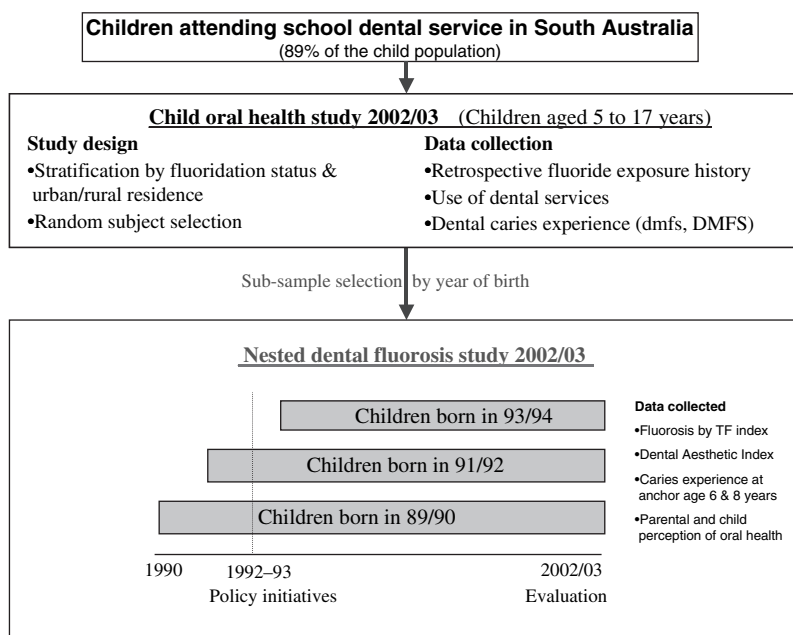 Children attending school dental service in South Australia
(89% of the child population)
Child oral health study 2002/03 (Children aged 5 to 17 years)
Study design
•Stratification by fluoridation status &
urban/rural residence
•Random subject selection
Data collection
•Retrospective fluoride exposure history
•Use of dental services
•Dental caries experience (dmfs, DMFS)
Sub-sample selection by year of birth
Nested dental fluorosis study 2002/03
Children born in 93/94
Children born in 91/92
Children born in 89/90
1990
1992–93
2002/03
Policy initiatives
Evaluation
Data collected
•Fluorosis by TF index
•Dental Aesthetic Index
•Caries experience at
anchor age 6 & 8 years
•Parental and child
perception of oral health